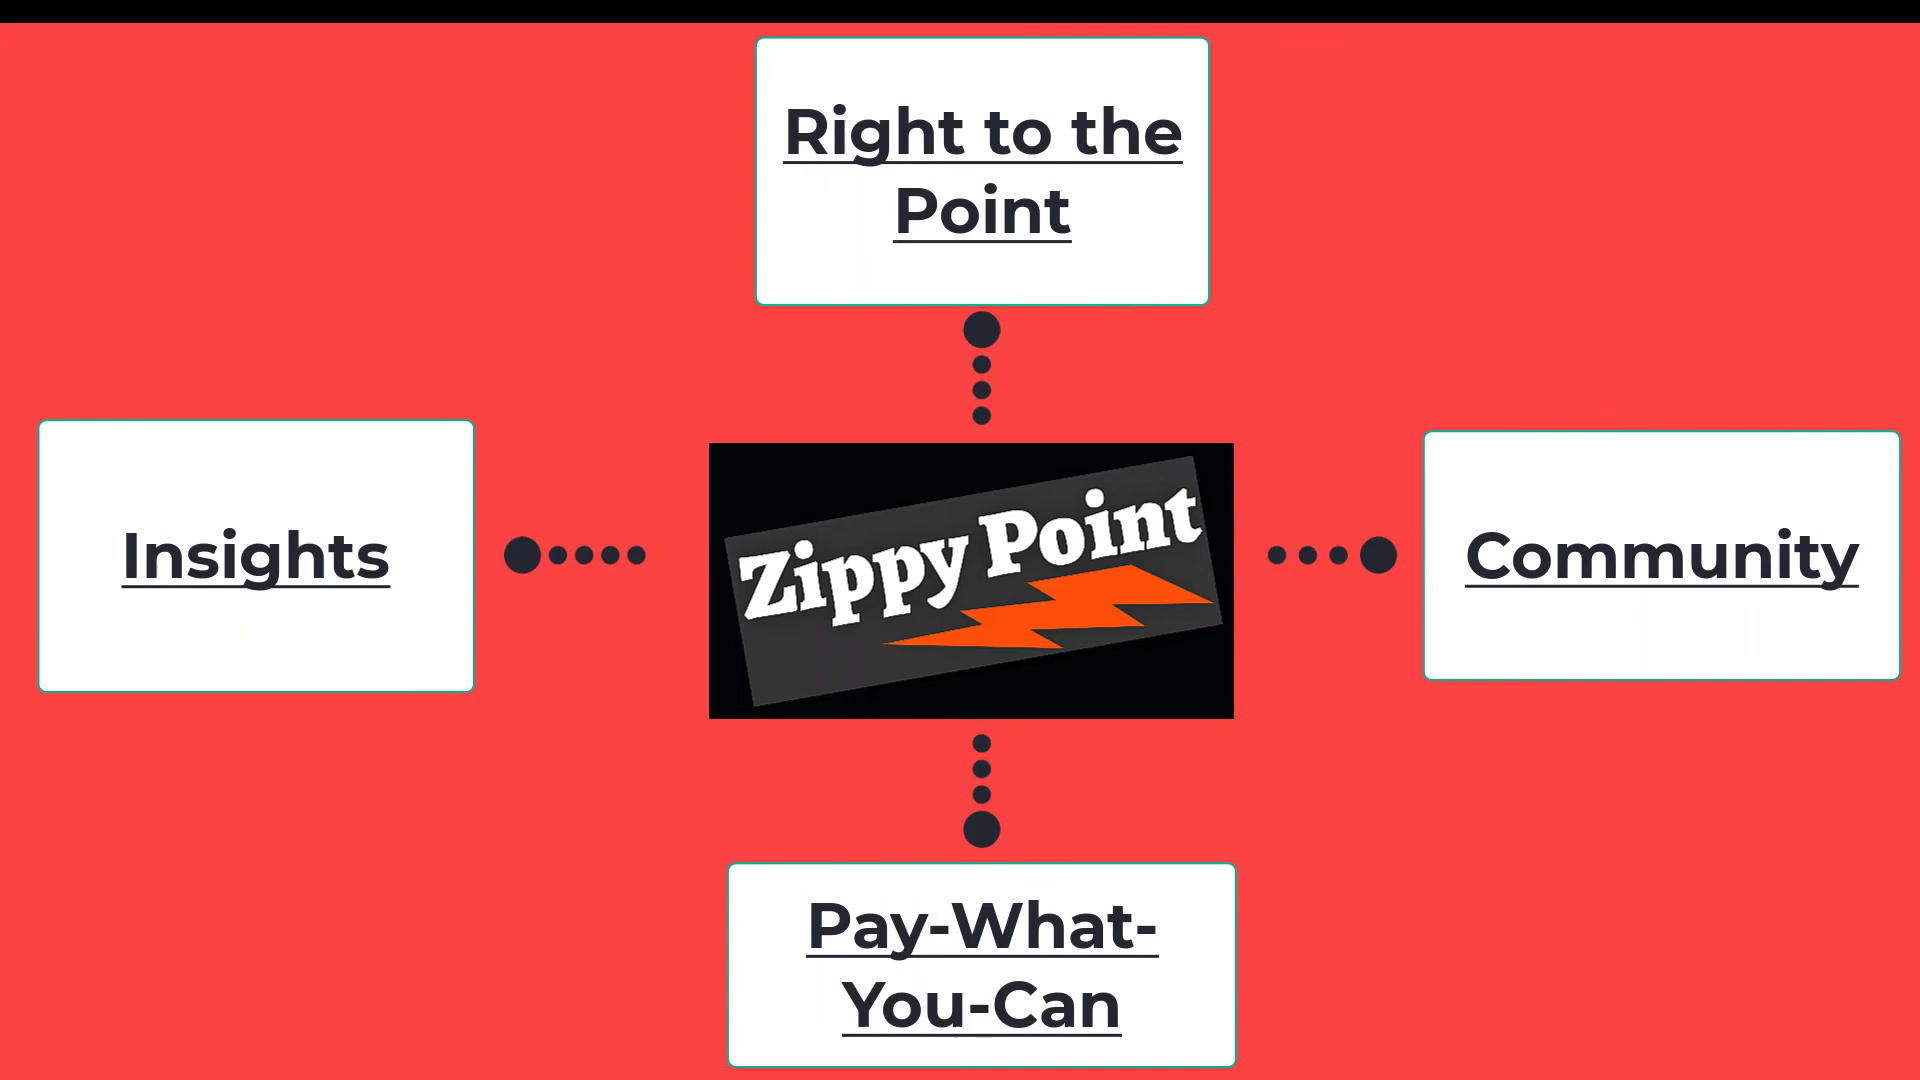 Right to the
Point
Insights
Zippy Point
Community
Pay-What-
You-Can